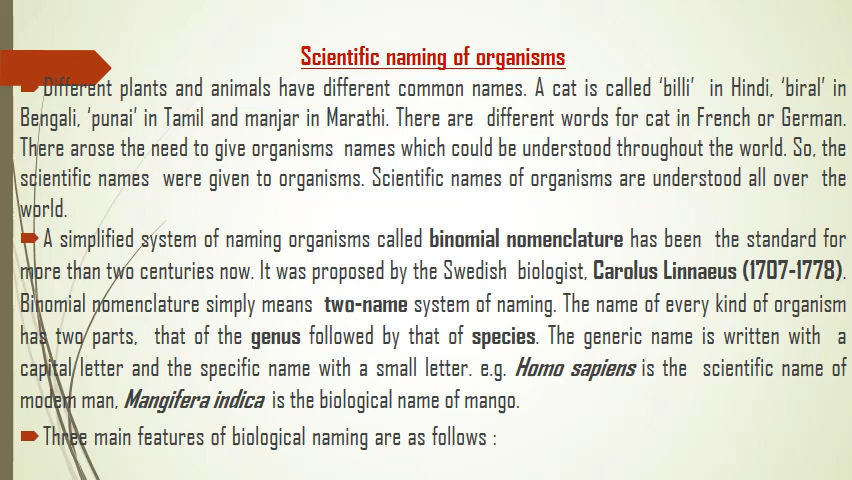 Scientific naming of organisms
Different plants and animals have different common names. A cat is called ‘billi’ in Hindi, ‘biral’ in
Bengali, ‘punai’ in Tamil and manjar in Marathi. There are different words for cat in French or German.
There arose the need to give organisms names which could be understood throughout the world. So, the
scientific names were given to organisms. Scientific names of organisms are understood all over the
world.
A simplified system of naming organisms called binomial nomenclature has been the standard for
more than two centuries now. It was proposed by the Swedish biologist, Carolus Linnaeus (1707-1778).
Binomial nomenclature simply means two-name system of naming. The name of every kind of organism
has two parts, that of the genus followed by that of species. The generic name is written with a
capital letter and the specific name with a small letter. e.g. Homo sapiens is the scientific name of
modern man, Mangifera indica is the biological name of mango.
Three main features of biological naming are as follows :